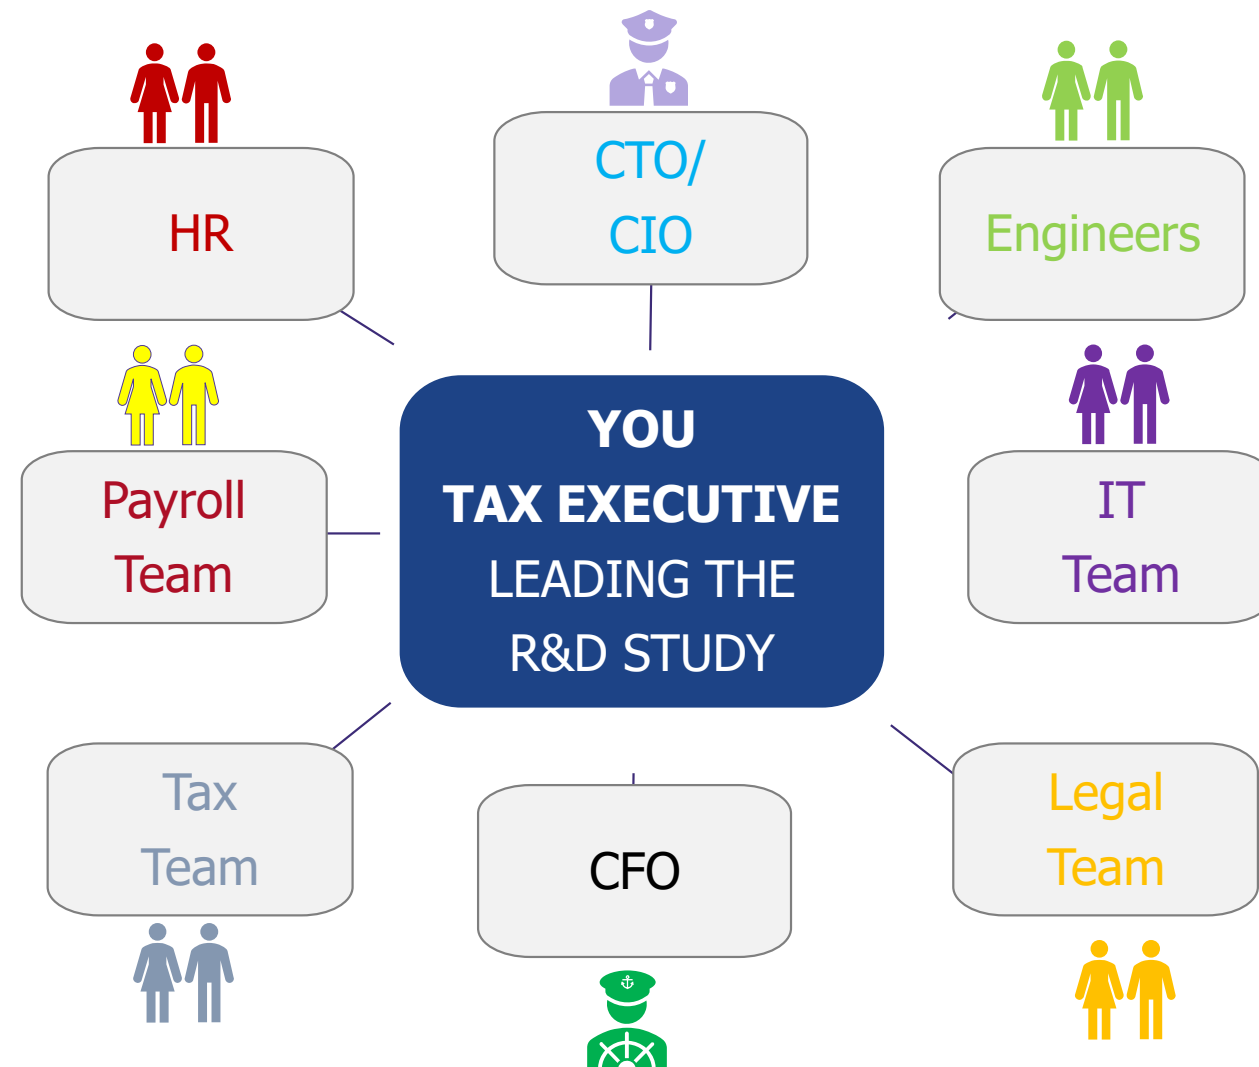 HR
CTO/
CIO
Engineers
Payroll
Team
YOU
TAX EXECUTIVE
LEADING THE
R&D STUDY
IT
Team
Tax
Team
CFO
Legal
Team